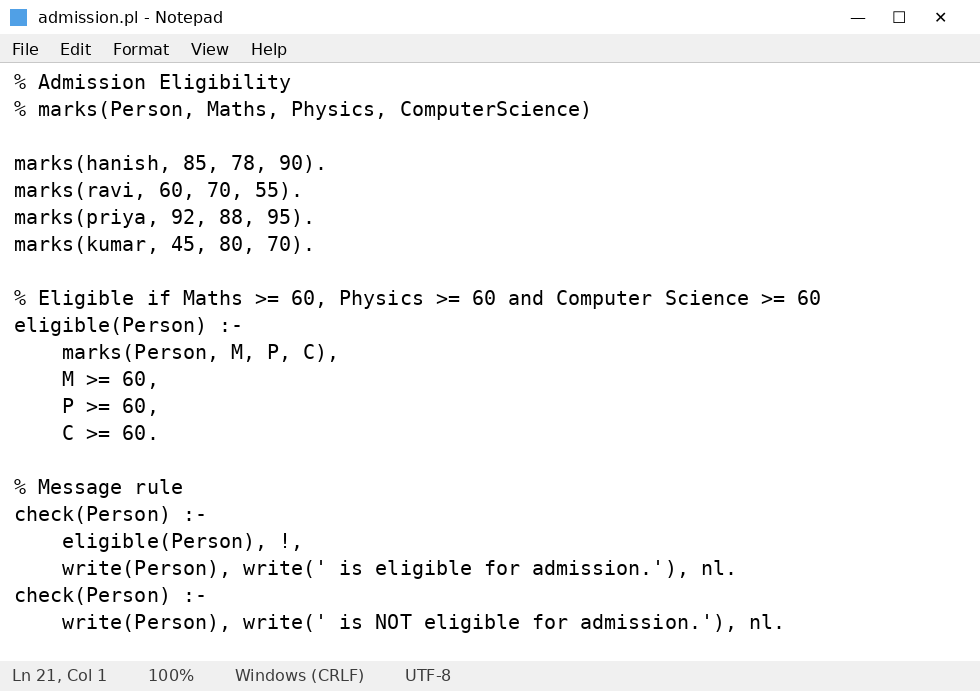 admission.pl - Notepad
File Edit Format View Help
% Admission Eligibility
% marks(Person, Maths, Physics, ComputerScience)

marks(hanish, 85, 78, 90).
marks(ravi, 60, 70, 55).
marks(priya, 92, 88, 95).
marks(kumar, 45, 80, 70).

% Eligible if Maths >= 60, Physics >= 60 and Computer Science >= 60
eligible(Person) :-
    marks(Person, M, P, C),
    M >= 60,
    P >= 60,
    C >= 60.

% Message rule
check(Person) :-
    eligible(Person), !,
    write(Person), write(' is eligible for admission.'), nl.
check(Person) :-
    write(Person), write(' is NOT eligible for admission.'), nl.
Ln 21, Col 1 100% Windows (CRLF) UTF-8